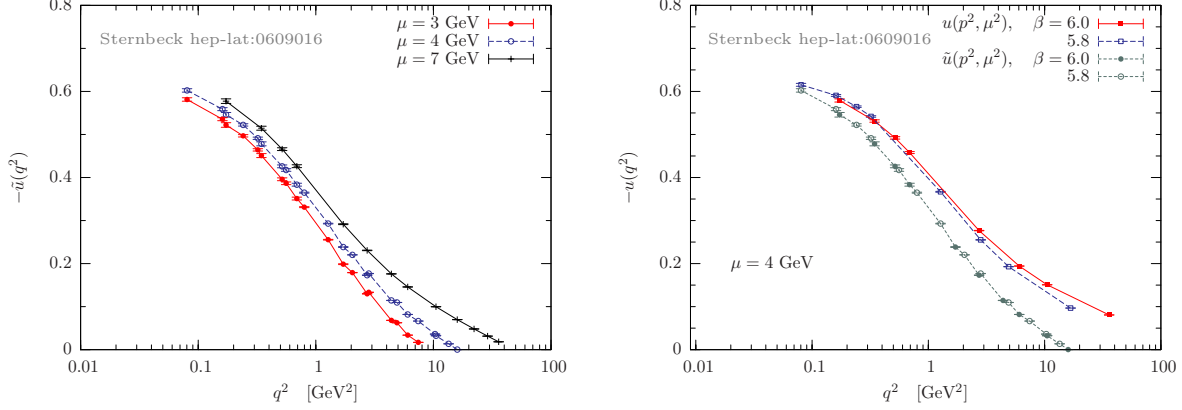 Sternbeck hep-lat:0609016
μ = 3 GeV
μ = 4 GeV
μ = 7 GeV
−ũ(q²)
0.8
0.6
0.4
0.2
0
0.01
0.1
1
10
100
q² [GeV²]
Sternbeck hep-lat:0609016
u(p², μ²), β = 6.0
5.8
ũ(p², μ²), β = 6.0
5.8
μ = 4 GeV
−u(q²)
0.8
0.6
0.4
0.2
0
0.01
0.1
1
10
100
q² [GeV²]